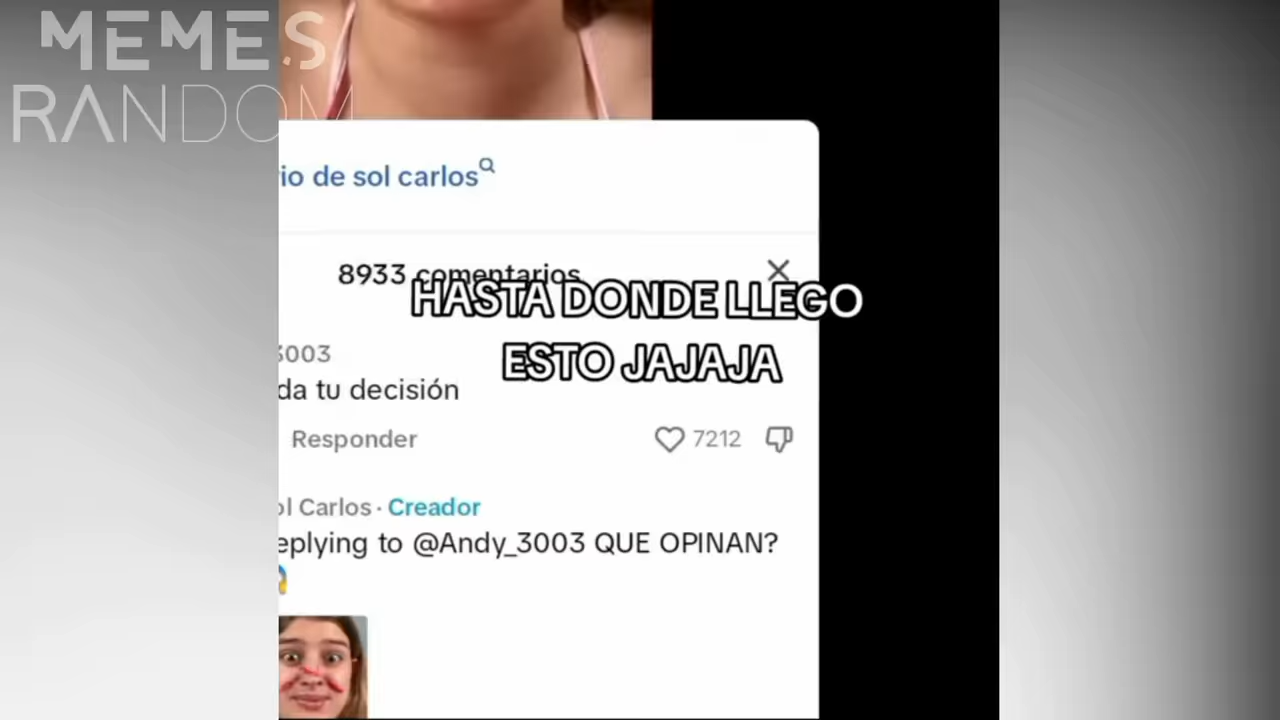 MEMES
RANDOM
io de sol carlos
8933 comentarios
HASTA DONDE LLEGO
ESTO JAJAJA
3003
da tu decisión
Responder
7212
ol Carlos · Creador
eplying to @Andy_3003 QUE OPINAN?